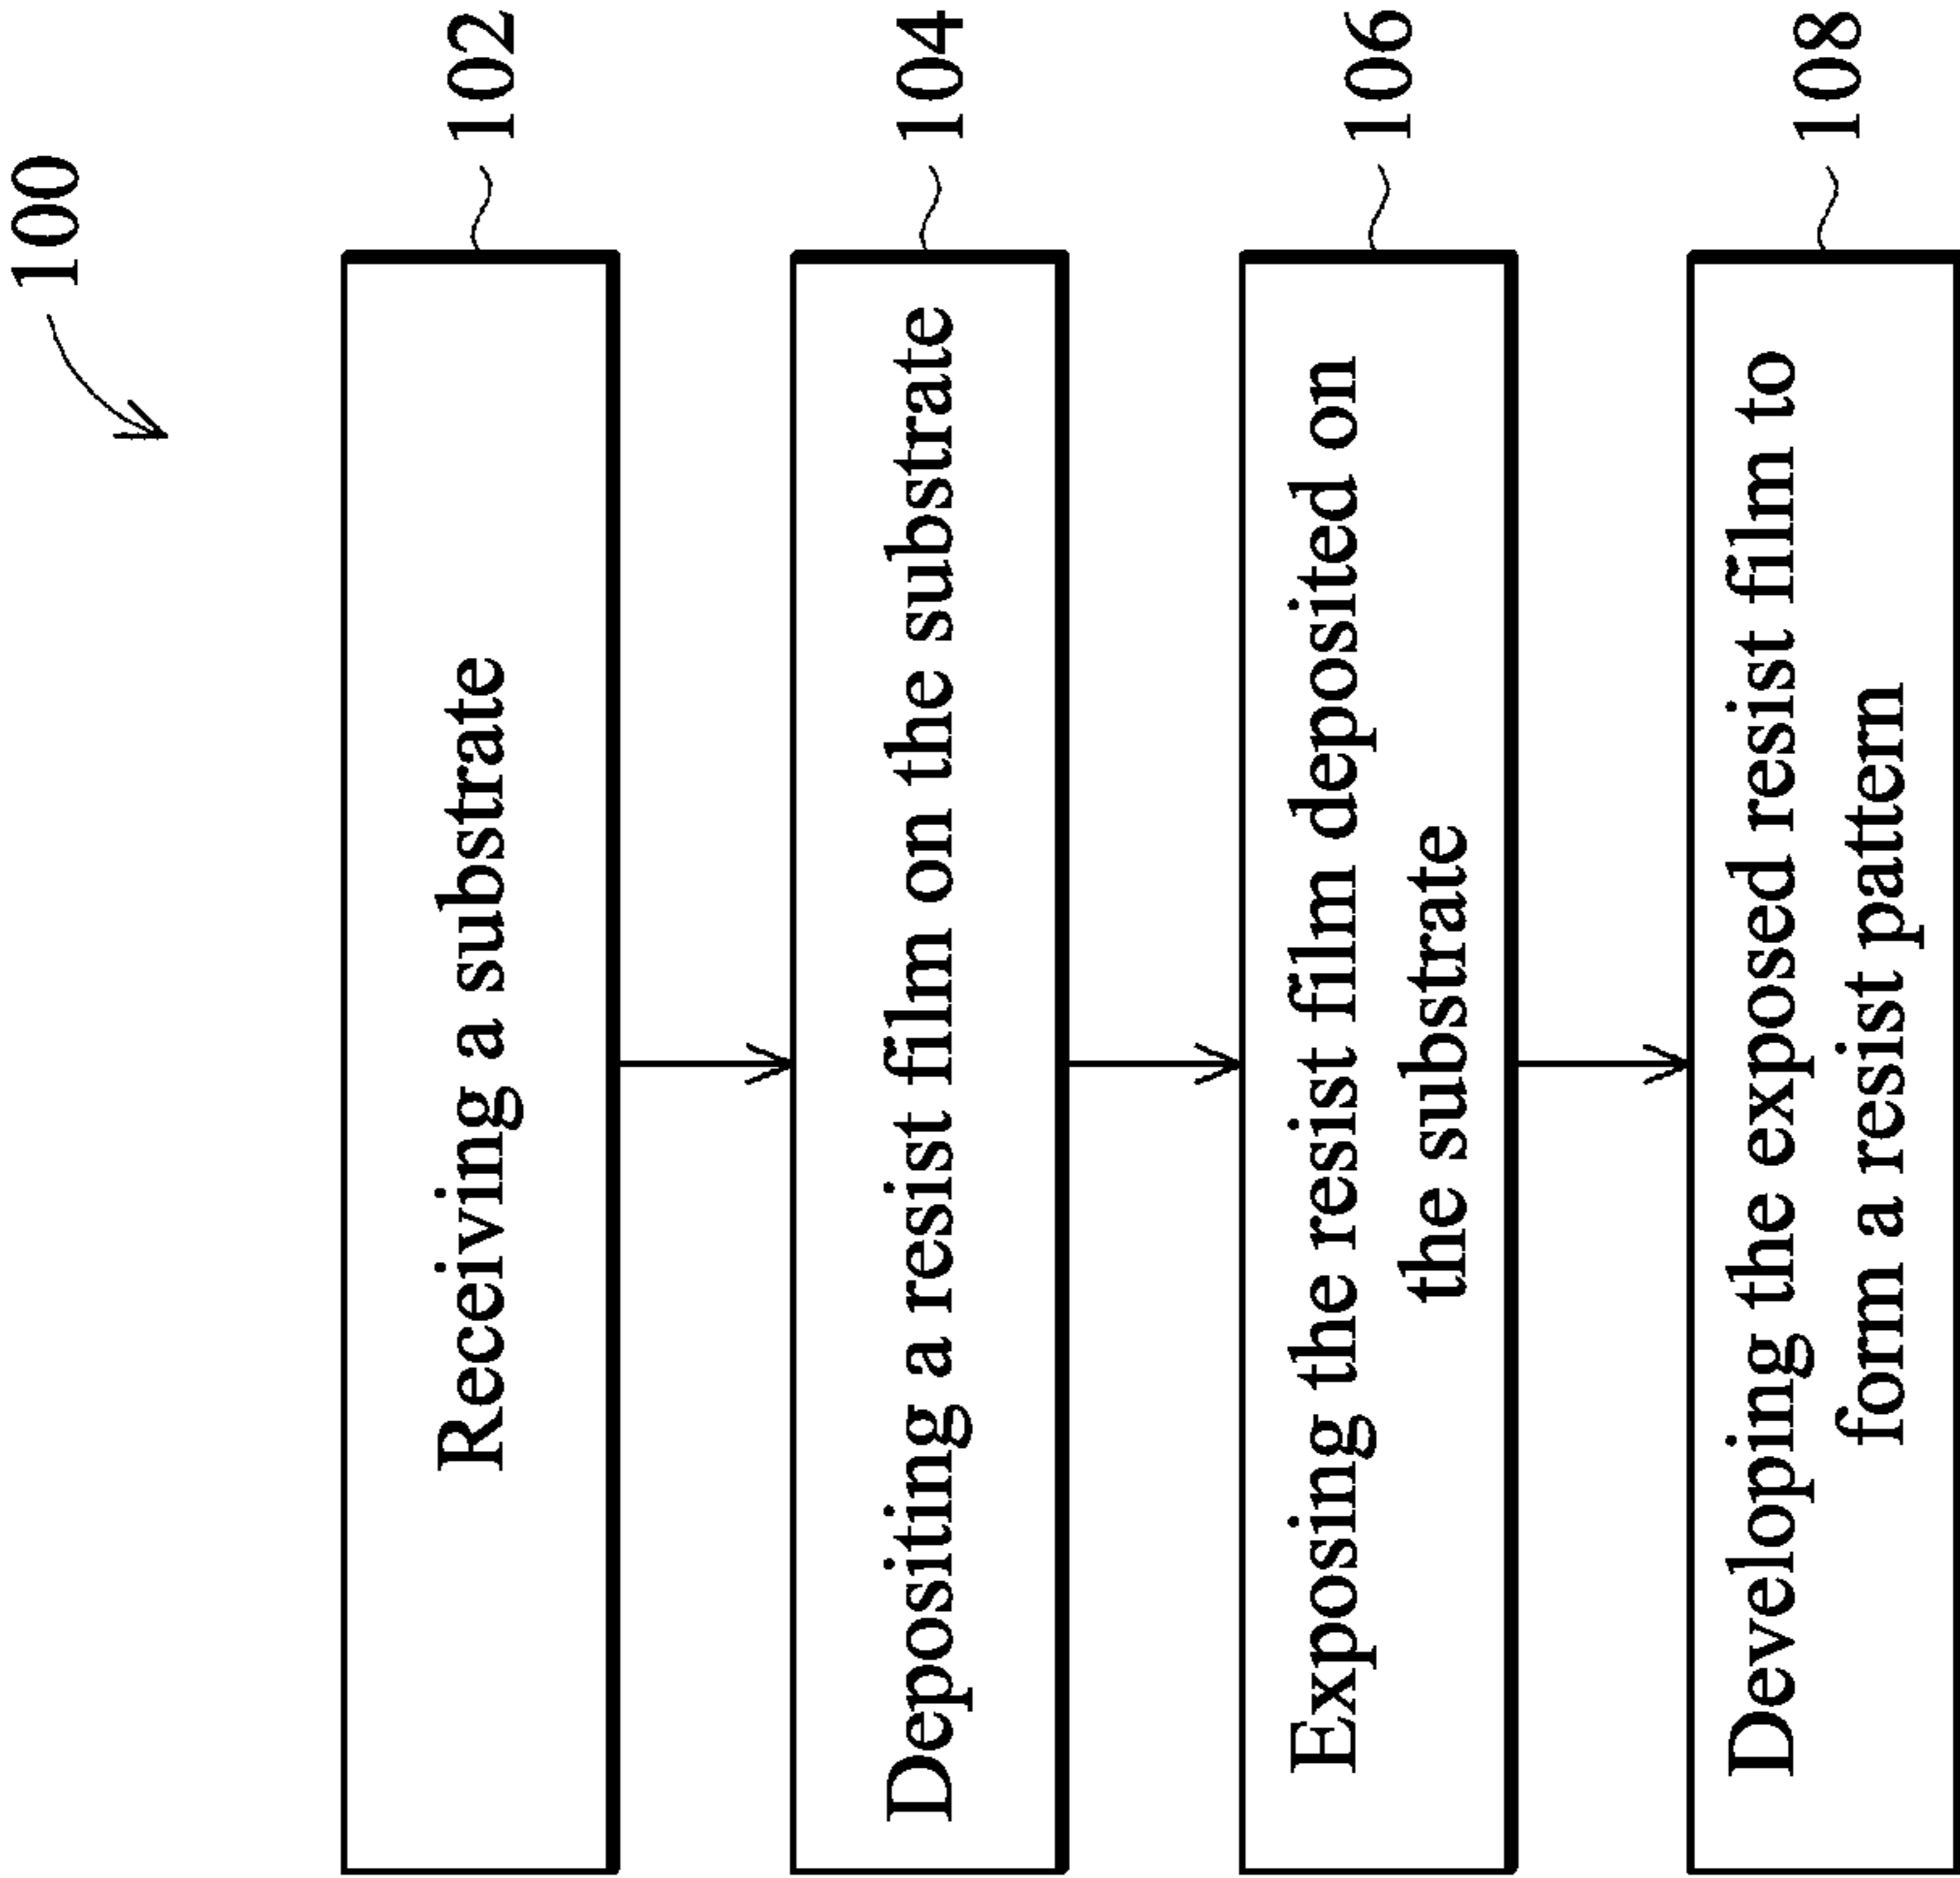 100
Receiving a substrate
102
Depositing a resist film on the substrate
104
Exposing the resist film deposited on
the substrate
106
Developing the exposed resist film to
form a resist pattern
108